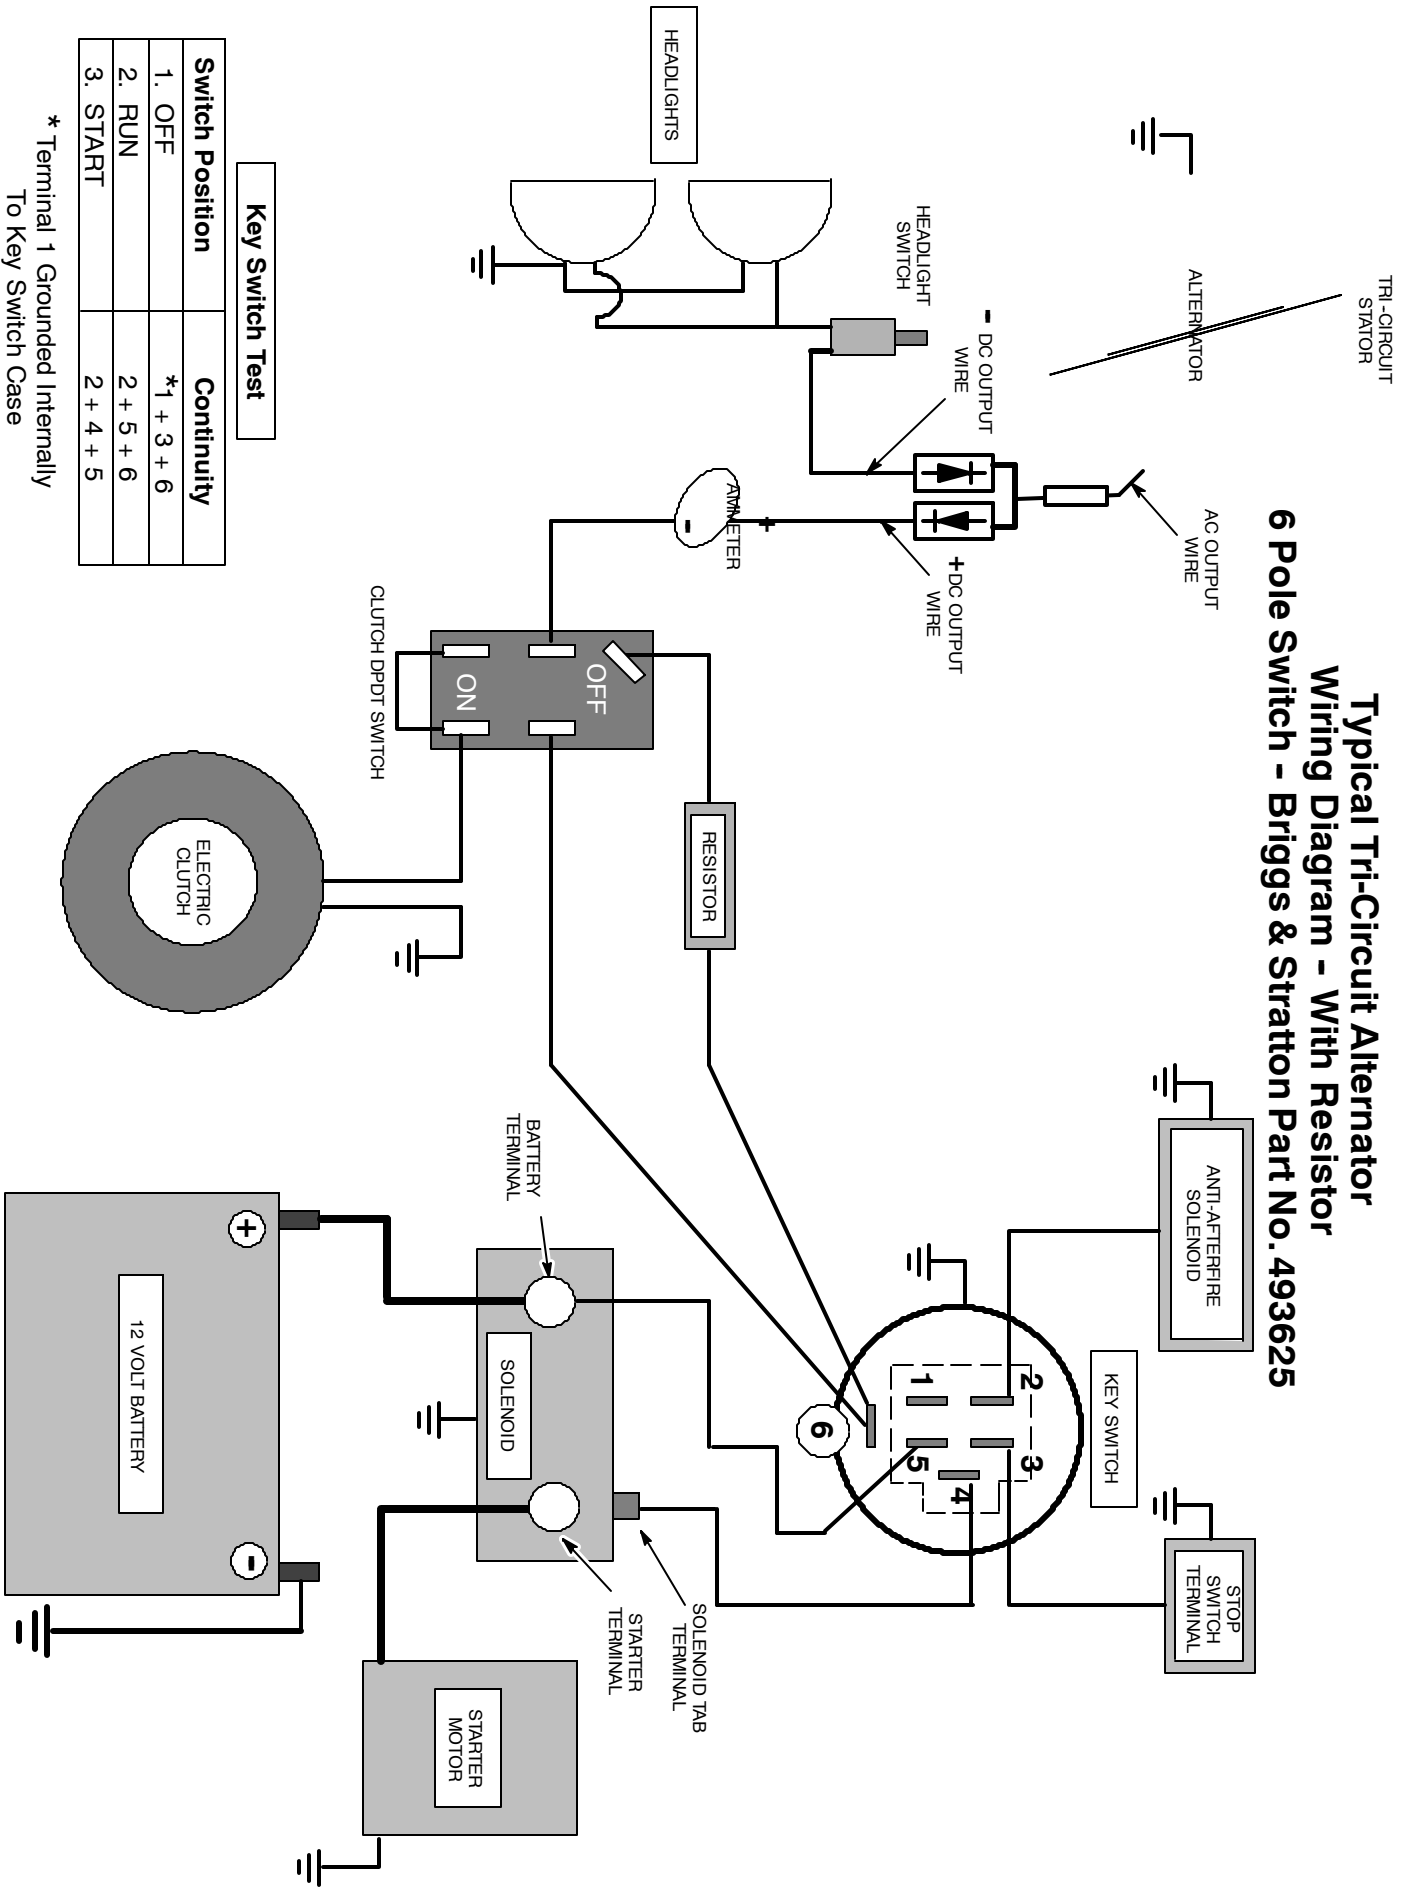 Typical Tri-Circuit Alternator
Wiring Diagram - With Resistor
6 Pole Switch - Briggs & Stratton Part No. 493625
TRI-CIRCUIT
STATOR
ALTERNATOR
AC OUTPUT
WIRE
- DC OUTPUT
WIRE
+DC OUTPUT
WIRE
HEADLIGHT
SWITCH
HEADLIGHTS
+
AMMETER
-
OFF
ON
CLUTCH DPDT SWITCH
RESISTOR
ELECTRIC
CLUTCH
ANTI-AFTERFIRE
SOLENOID
KEY SWITCH
2
3
1
5
4
6
STOP
SWITCH
TERMINAL
BATTERY
TERMINAL
SOLENOID
SOLENOID TAB
TERMINAL
STARTER
TERMINAL
STARTER
MOTOR
+
-
12 VOLT BATTERY
Key Switch Test
Switch Position Continuity
1. OFF *1 + 3 + 6
2. RUN 2 + 5 + 6
3. START 2 + 4 + 5
* Terminal 1 Grounded Internally
To Key Switch Case